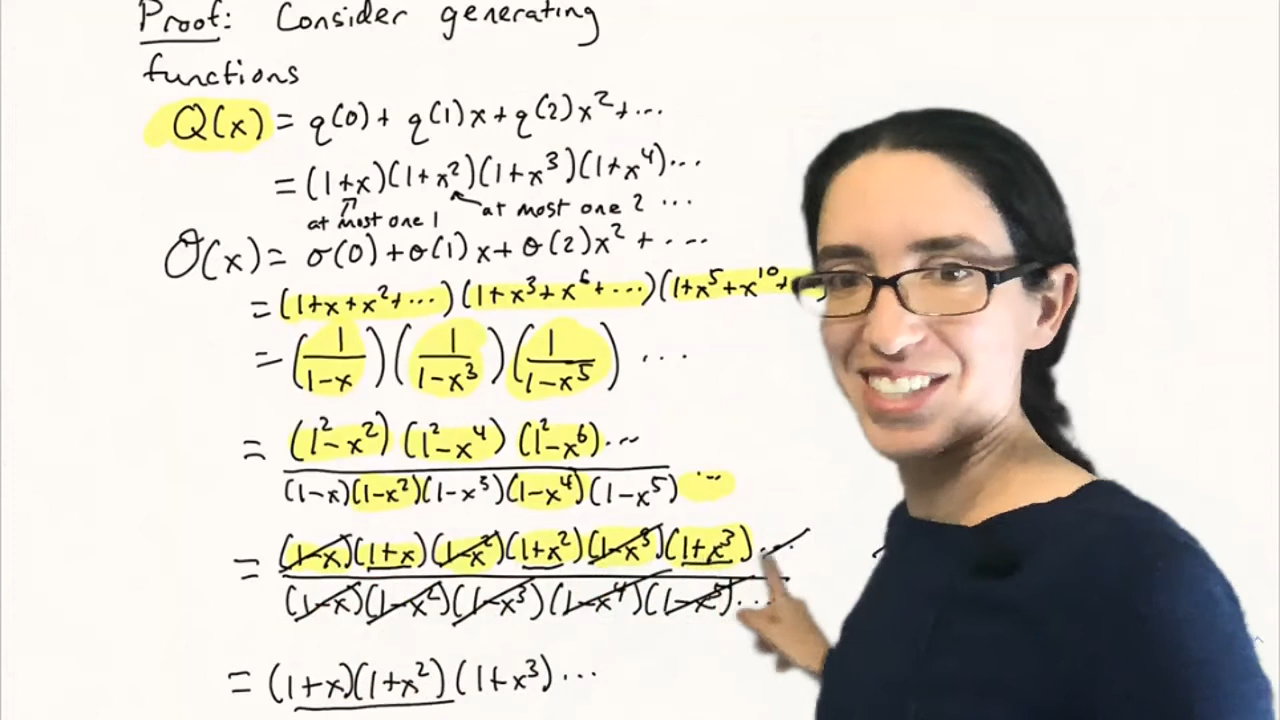 Proof: Consider generating
functions
Q(x) = q(0) + q(1)x + q(2)x² + ...
= (1+x)(1+x²)(1+x³)(1+x⁴)...
at most one 1
at most one 2 ...
O(x) = o(0) + o(1)x + o(2)x² + ...
= (1+x+x²+...)(1+x³+x⁶+...)(1+x⁵+x¹⁰+
= (1/(1-x))(1/(1-x³))(1/(1-x⁵)) ...
= (1²-x²)(1²-x⁴)(1²-x⁶)...
(1-x)(1-x²)(1-x³)(1-x⁴)(1-x⁵) ...
= (1-x)(1+x)(1-x²)(1+x²)(1-x³)(1+x³)...
(1-x)(1-x²)(1-x³)(1-x⁴)(1-x⁵)...
= (1+x)(1+x²)(1+x³)...